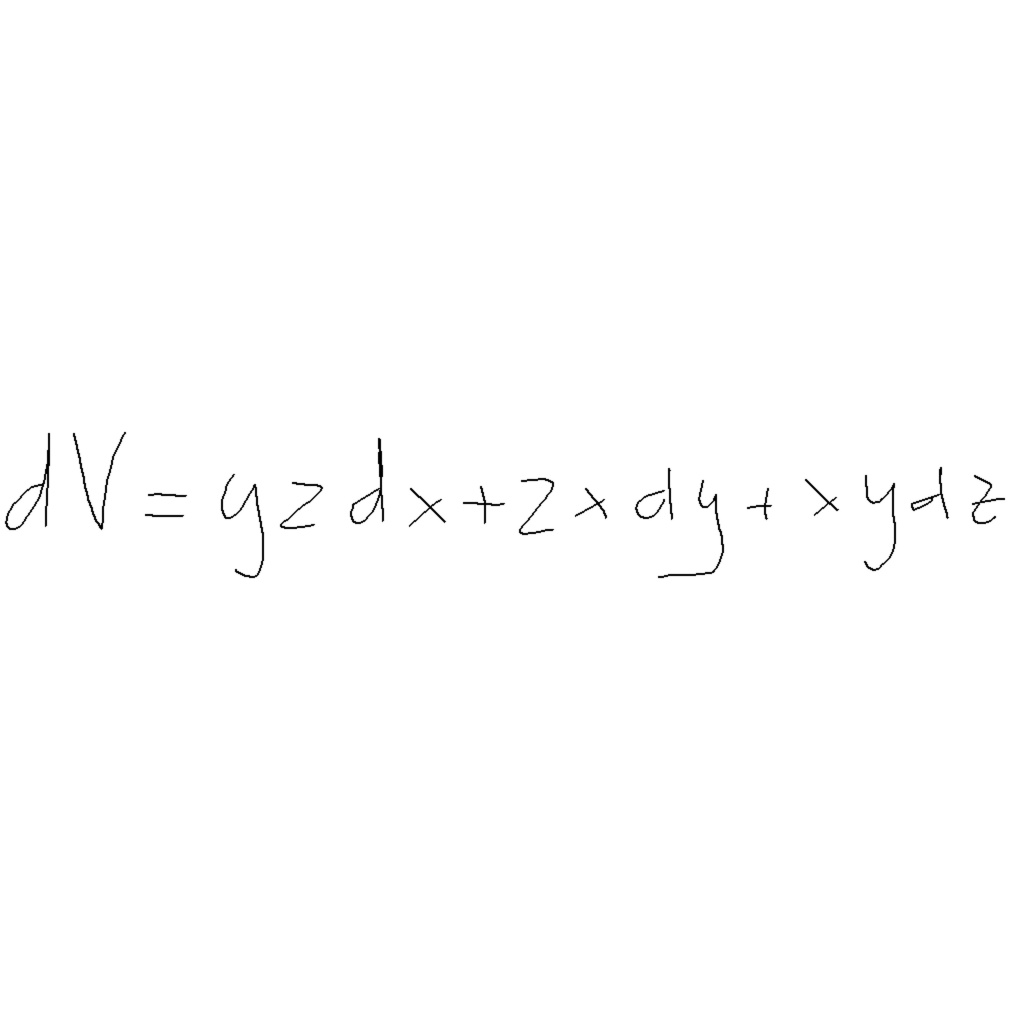 dV = yz dx + zx dy + xy dz